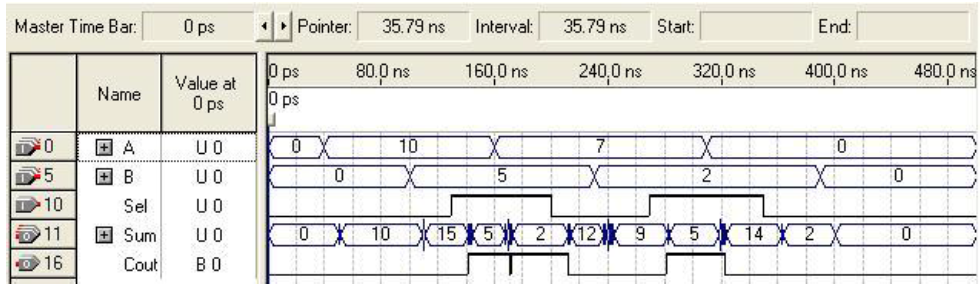 Master Time Bar: 0 ps Pointer: 35.79 ns Interval: 35.79 ns Start: End:
Name Value at 0 ps 0 ps 80.0 ns 160.0 ns 240.0 ns 320.0 ns 400.0 ns 480.0 ns
0 ps
0 A U 0 0 10 7 0
5 B U 0 0 5 2 0
10 Sel U 0
11 Sum U 0 0 10 15 5 2 12 9 5 14 2 0
16 Cout B 0